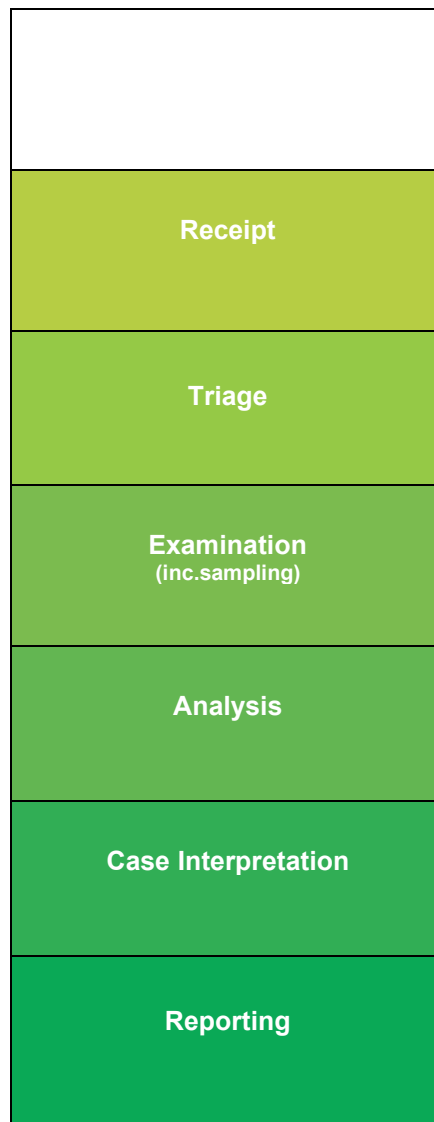 Receipt
Triage
Examination
(inc.sampling)
Analysis
Case Interpretation
Reporting